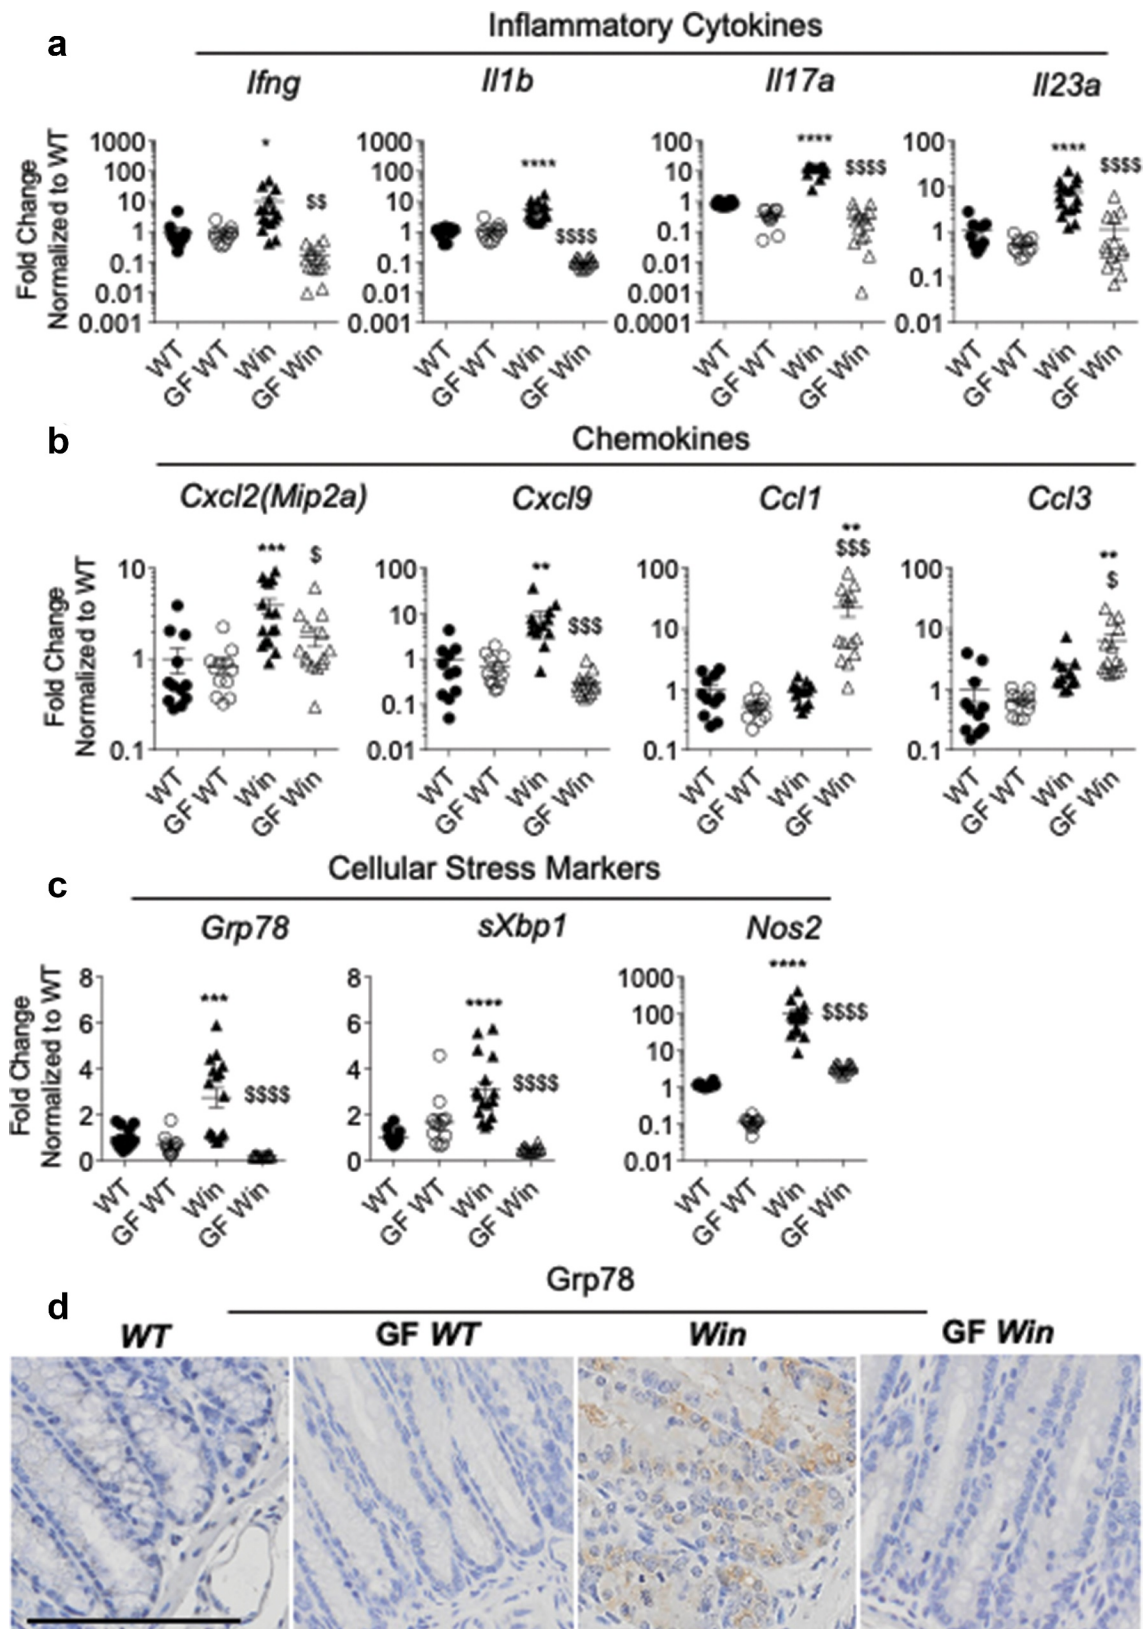 a
Inflammatory Cytokines
Ifng
Il1b
Il17a
Il23a
Fold Change
Normalized to WT
1000
100
10
1
0.1
0.01
0.001
*
$$
WT
GF WT
Win
GF Win
1000
100
10
1
0.1
0.01
0.001
****
$$$$
WT
GF WT
Win
GF Win
100
10
1
0.1
0.01
0.001
0.0001
****
$$$$
WT
GF WT
Win
GF Win
100
10
1
0.1
0.01
****
$$$$
WT
GF WT
Win
GF Win
b
Chemokines
Cxcl2(Mip2a)
Cxcl9
Ccl1
Ccl3
Fold Change
Normalized to WT
10
1
0.1
***
$
WT
GF WT
Win
GF Win
100
10
1
0.1
0.01
**
$$$
WT
GF WT
Win
GF Win
100
10
1
0.1
**
$$$
WT
GF WT
Win
GF Win
100
10
1
0.1
**
$
WT
GF WT
Win
GF Win
c
Cellular Stress Markers
Grp78
sXbp1
Nos2
Fold Change
Normalized to WT
8
6
4
2
0
***
$$$$
WT
GF WT
Win
GF Win
8
6
4
2
0
****
$$$$
WT
GF WT
Win
GF Win
1000
100
10
1
0.1
0.01
****
$$$$
WT
GF WT
Win
GF Win
d
Grp78
WT
GF WT
Win
GF Win